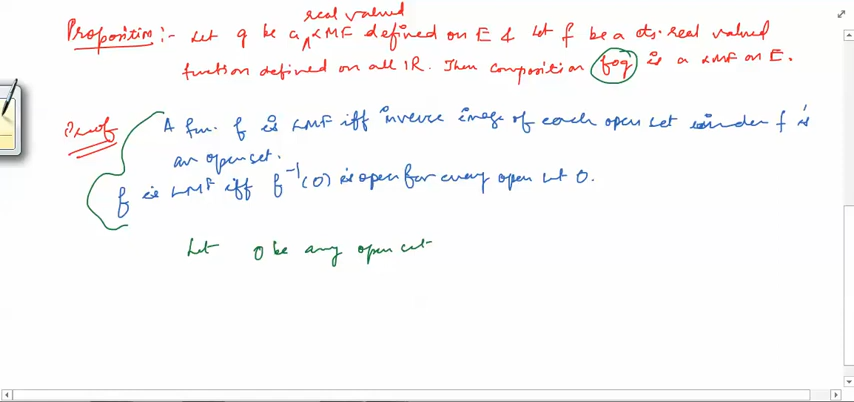 real valued
Proposition :- Let g be a LMF defined on E & Let f be a cts. real valued
function defined on all IR. Then composition fog is a LMF on E.
Proof A fun. f is LMF iff inverse image of each open set under f is
an open set.
f is LMF iff f⁻¹(O) is open for every open set O.
Let O be any open set